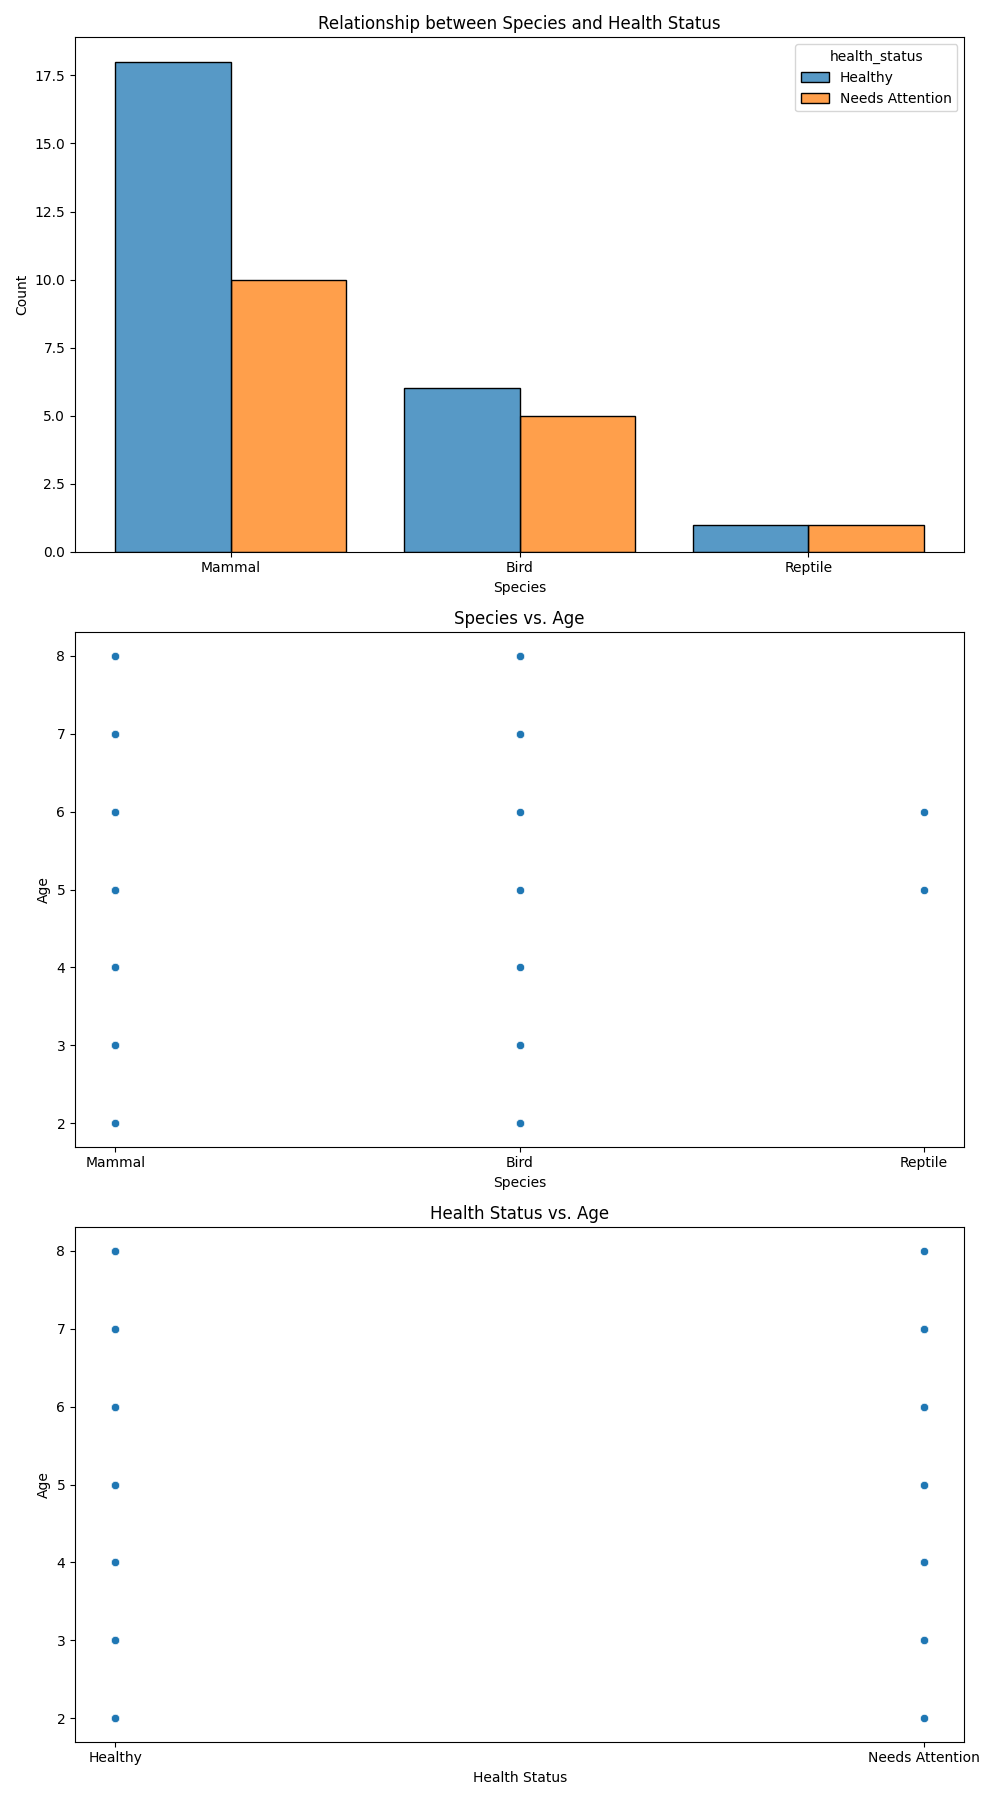 Relationship between Species and Health Status
health_status
Healthy
Needs Attention
17.5
15.0
12.5
10.0
7.5
5.0
2.5
0.0
Count
Mammal Bird Reptile
Species
Species vs. Age
8
7
6
5
4
3
2
Age
Mammal Bird Reptile
Species
Health Status vs. Age
8
7
6
5
4
3
2
Age
Healthy Needs Attention
Health Status